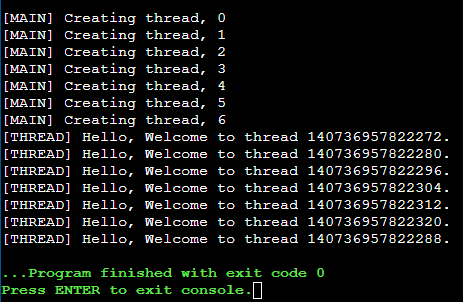 [MAIN] Creating thread, 0
[MAIN] Creating thread, 1
[MAIN] Creating thread, 2
[MAIN] Creating thread, 3
[MAIN] Creating thread, 4
[MAIN] Creating thread, 5
[MAIN] Creating thread, 6
[THREAD] Hello, Welcome to thread 140736957822272.
[THREAD] Hello, Welcome to thread 140736957822280.
[THREAD] Hello, Welcome to thread 140736957822296.
[THREAD] Hello, Welcome to thread 140736957822304.
[THREAD] Hello, Welcome to thread 140736957822312.
[THREAD] Hello, Welcome to thread 140736957822320.
[THREAD] Hello, Welcome to thread 140736957822288.
...Program finished with exit code 0
Press ENTER to exit console.